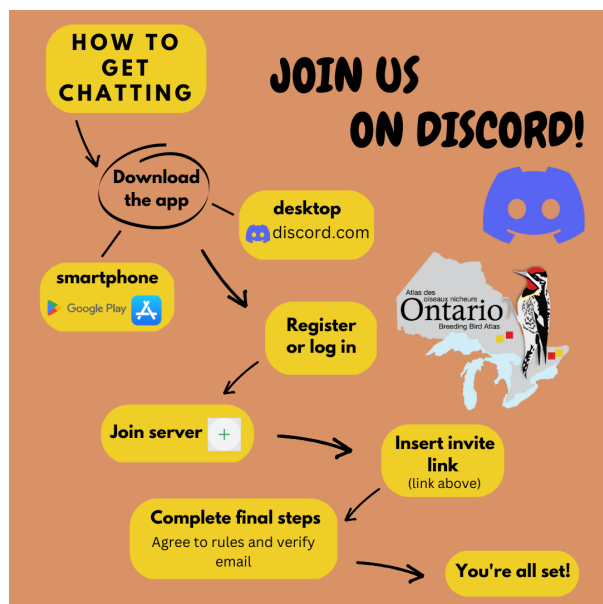 HOW TO
GET
CHATTING
JOIN US
ON DISCORD!
Download
the app
desktop
discord.com
smartphone
Google Play
Atlas des
oiseaux nicheurs
Ontario
Breeding Bird Atlas
Register
or log in
Join server +
Insert invite
link
(link above)
Complete final steps
Agree to rules and verify
email
You're all set!